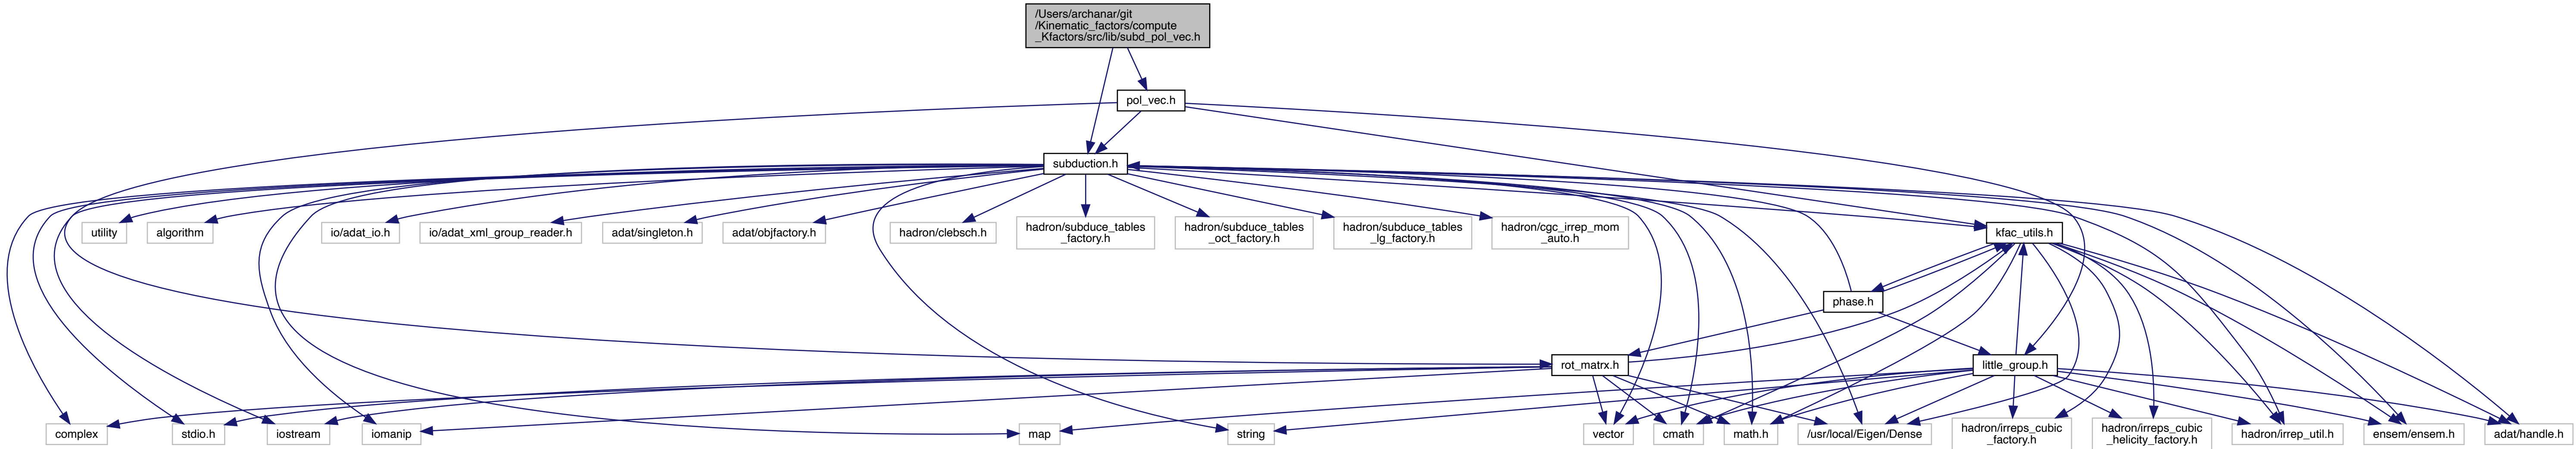 /Users/archanar/git
/Kinematic_factors/compute
_Kfactors/src/lib/subd_pol_vec.h
pol_vec.h
subduction.h
utility
algorithm
io/adat_io.h
io/adat_xml_group_reader.h
adat/singleton.h
adat/objfactory.h
hadron/clebsch.h
hadron/subduce_tables
_factory.h
hadron/subduce_tables
_oct_factory.h
hadron/subduce_tables
_lg_factory.h
hadron/cgc_irrep_mom
_auto.h
kfac_utils.h
phase.h
rot_matrx.h
little_group.h
complex
stdio.h
iostream
iomanip
map
string
vector
cmath
math.h
/usr/local/Eigen/Dense
hadron/irreps_cubic
_factory.h
hadron/irreps_cubic
_helicity_factory.h
hadron/irrep_util.h
ensem/ensem.h
adat/handle.h